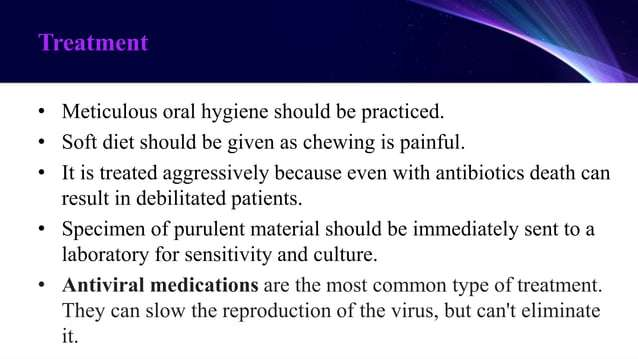 Treatment
• Meticulous oral hygiene should be practiced.
• Soft diet should be given as chewing is painful.
• It is treated aggressively because even with antibiotics death can
result in debilitated patients.
• Specimen of purulent material should be immediately sent to a
laboratory for sensitivity and culture.
• Antiviral medications are the most common type of treatment.
They can slow the reproduction of the virus, but can't eliminate
it.